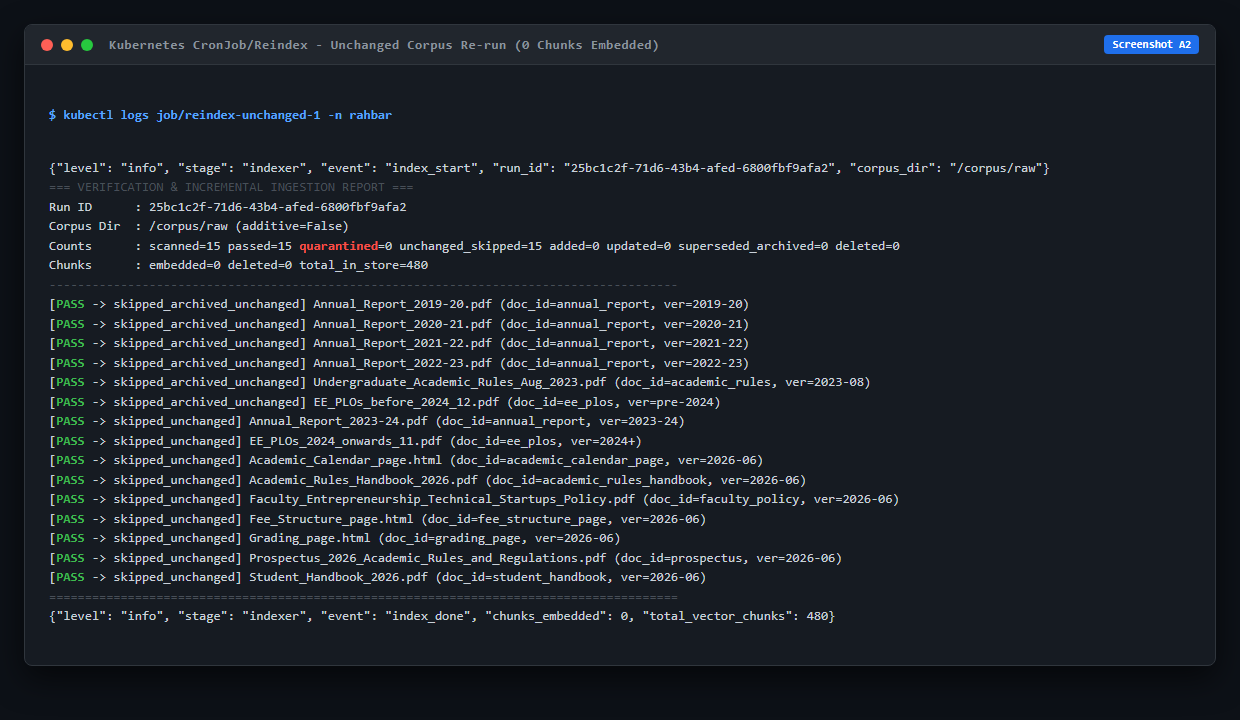 Kubernetes CronJob/Reindex - Unchanged Corpus Re-run (0 Chunks Embedded)
Screenshot A2
$ kubectl logs job/reindex-unchanged-1 -n rahbar
{"level": "info", "stage": "indexer", "event": "index_start", "run_id": "25bc1c2f-71d6-43b4-afed-6800fbf9afa2", "corpus_dir": "/corpus/raw"}
=== VERIFICATION & INCREMENTAL INGESTION REPORT ===
Run ID      : 25bc1c2f-71d6-43b4-afed-6800fbf9afa2
Corpus Dir  : /corpus/raw (additive=False)
Counts      : scanned=15 passed=15 quarantined=0 unchanged_skipped=15 added=0 updated=0 superseded_archived=0 deleted=0
Chunks      : embedded=0 deleted=0 total_in_store=480
----------------------------------------------------------------------------------------
[PASS -> skipped_archived_unchanged] Annual_Report_2019-20.pdf (doc_id=annual_report, ver=2019-20)
[PASS -> skipped_archived_unchanged] Annual_Report_2020-21.pdf (doc_id=annual_report, ver=2020-21)
[PASS -> skipped_archived_unchanged] Annual_Report_2021-22.pdf (doc_id=annual_report, ver=2021-22)
[PASS -> skipped_archived_unchanged] Annual_Report_2022-23.pdf (doc_id=annual_report, ver=2022-23)
[PASS -> skipped_archived_unchanged] Undergraduate_Academic_Rules_Aug_2023.pdf (doc_id=academic_rules, ver=2023-08)
[PASS -> skipped_archived_unchanged] EE_PLOs_before_2024_12.pdf (doc_id=ee_plos, ver=pre-2024)
[PASS -> skipped_unchanged] Annual_Report_2023-24.pdf (doc_id=annual_report, ver=2023-24)
[PASS -> skipped_unchanged] EE_PLOs_2024_onwards_11.pdf (doc_id=ee_plos, ver=2024+)
[PASS -> skipped_unchanged] Academic_Calendar_page.html (doc_id=academic_calendar_page, ver=2026-06)
[PASS -> skipped_unchanged] Academic_Rules_Handbook_2026.pdf (doc_id=academic_rules_handbook, ver=2026-06)
[PASS -> skipped_unchanged] Faculty_Entrepreneurship_Technical_Startups_Policy.pdf (doc_id=faculty_policy, ver=2026-06)
[PASS -> skipped_unchanged] Fee_Structure_page.html (doc_id=fee_structure_page, ver=2026-06)
[PASS -> skipped_unchanged] Grading_page.html (doc_id=grading_page, ver=2026-06)
[PASS -> skipped_unchanged] Prospectus_2026_Academic_Rules_and_Regulations.pdf (doc_id=prospectus, ver=2026-06)
[PASS -> skipped_unchanged] Student_Handbook_2026.pdf (doc_id=student_handbook, ver=2026-06)
========================================================================================
{"level": "info", "stage": "indexer", "event": "index_done", "chunks_embedded": 0, "total_vector_chunks": 480}